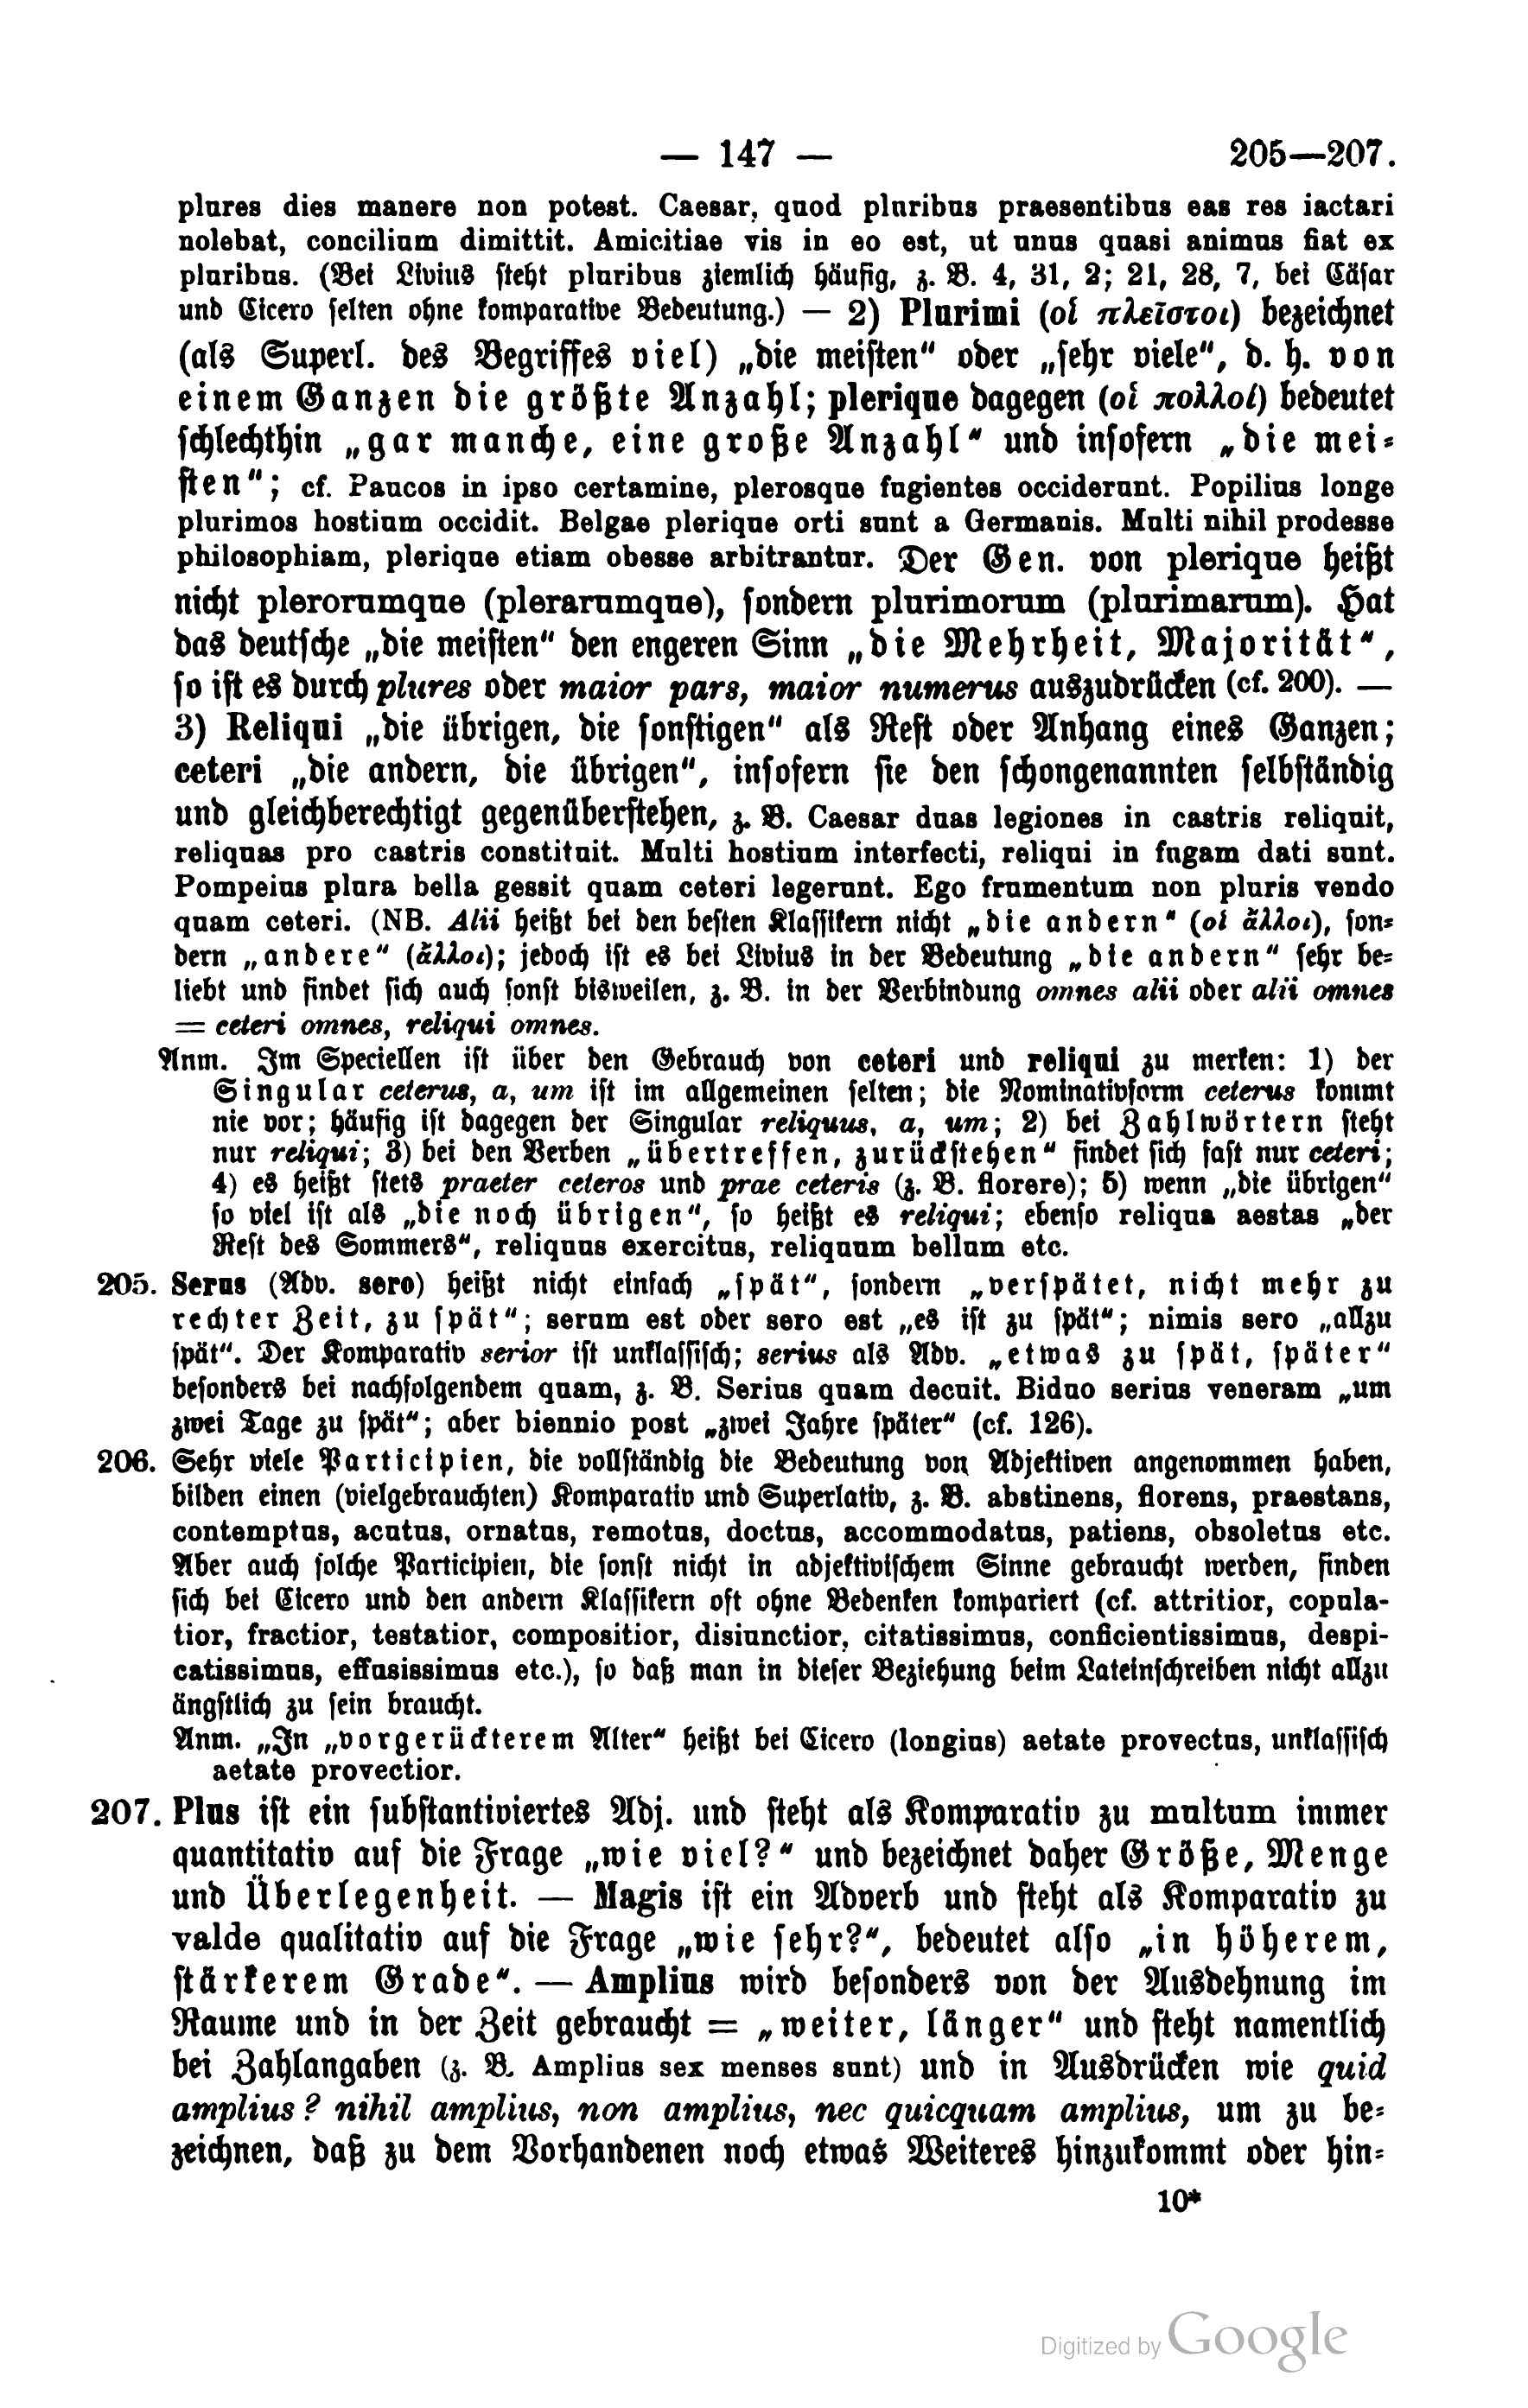 — 147 — 205—207.
plures dies manere non potest. Caesar, quod pluribus praesentibus eas res iactari
nolebat, concilium dimittit. Amicitiae vis in eo est, ut unus quasi animus fiat ex
pluribus. (Bei Livius steht pluribus ziemlich häufig, z. B. 4, 31, 2; 21, 28, 7, bei Cäsar
und Cicero selten ohne komparative Bedeutung.) — 2) Plurimi (οἱ πλεῖστοι) bezeichnet
(als Superl. des Begriffes viel) „die meisten“ oder „sehr viele“, d. h. von
einem Ganzen die größte Anzahl; plerique dagegen (οἱ πολλοί) bedeutet
schlechthin „gar manche, eine große Anzahl“ und insofern „die mei-
sten“; cf. Paucos in ipso certamine, plerosque fugientes occiderunt. Popilius longe
plurimos hostium occidit. Belgae plerique orti sunt a Germanis. Multi nihil prodesse
philosophiam, plerique etiam obesse arbitrantur. Der Gen. von plerique heißt
nicht plerorumque (plerarumque), sondern plurimorum (plurimarum). Hat
das deutsche „die meisten“ den engeren Sinn „die Mehrheit, Majorität“,
so ist es durch plures oder maior pars, maior numerus auszudrücken (cf. 200). —
3) Reliqui „die übrigen, die sonstigen“ als Rest oder Anhang eines Ganzen;
ceteri „die andern, die übrigen“, insofern sie den schongenannten selbständig
und gleichberechtigt gegenüberstehen, z. B. Caesar duas legiones in castris reliquit,
reliquas pro castris constituit. Multi hostium interfecti, reliqui in fugam dati sunt.
Pompeius plura bella gessit quam ceteri legerunt. Ego frumentum non pluris vendo
quam ceteri. (NB. Alii heißt bei den besten Klassikern nicht „die andern“ (οἱ ἄλλοι), son-
dern „andere“ (ἄλλοι); jedoch ist es bei Livius in der Bedeutung „die andern“ sehr be-
liebt und findet sich auch sonst bisweilen, z. B. in der Verbindung omnes alii oder alii omnes
= ceteri omnes, reliqui omnes.
Anm. Im Speciellen ist über den Gebrauch von ceteri und reliqui zu merken: 1) der
Singular ceterus, a, um ist im allgemeinen selten; die Nominativform ceterus kommt
nie vor; häufig ist dagegen der Singular reliquus, a, um; 2) bei Zahlwörtern steht
nur reliqui; 3) bei den Verben „übertreffen, zurückstehen“ findet sich fast nur ceteri;
4) es heißt stets praeter ceteros und prae ceteris (z. B. florere); 5) wenn „die übrigen“
so viel ist als „die noch übrigen“, so heißt es reliqui; ebenso reliqua aestas „der
Rest des Sommers“, reliquus exercitus, reliquum bellum etc.
205. Serus (Adv. sero) heißt nicht einfach „spät“, sondern „verspätet, nicht mehr zu
rechter Zeit, zu spät“; serum est oder sero est „es ist zu spät“; nimis sero „allzu
spät“. Der Komparativ serior ist unklassisch; serius als Adv. „etwas zu spät, später“
besonders bei nachfolgendem quam, z. B. Serius quam decuit. Biduo serius veneram „um
zwei Tage zu spät“; aber biennio post „zwei Jahre später“ (cf. 126).
206. Sehr viele Participien, die vollständig die Bedeutung von Adjektiven angenommen haben,
bilden einen (vielgebrauchten) Komparativ und Superlativ, z. B. abstinens, florens, praestans,
contemptus, acutus, ornatus, remotus, doctus, accommodatus, patiens, obsoletus etc.
Aber auch solche Participien, die sonst nicht in adjektivischem Sinne gebraucht werden, finden
sich bei Cicero und den andern Klassikern oft ohne Bedenken kompariert (cf. attritior, copula-
tior, fractior, testatior, compositior, disiunctior, citatissimus, conficientissimus, despi-
catissimus, effusissimus etc.), so daß man in dieser Beziehung beim Lateinschreiben nicht allzu
ängstlich zu sein braucht.
Anm. „In „vorgerückterem Alter“ heißt bei Cicero (longius) aetate provectus, unklassisch
aetate provectior.
207. Plus ist ein substantiviertes Adj. und steht als Komparativ zu multum immer
quantitativ auf die Frage „wie viel?“ und bezeichnet daher Größe, Menge
und Überlegenheit. — Magis ist ein Adverb und steht als Komparativ zu
valde qualitativ auf die Frage „wie sehr?“, bedeutet also „in höherem,
stärkerem Grade“. — Amplius wird besonders von der Ausdehnung im
Raume und in der Zeit gebraucht = „weiter, länger“ und steht namentlich
bei Zahlangaben (z. B. Amplius sex menses sunt) und in Ausdrücken wie quid
amplius? nihil amplius, non amplius, nec quicquam amplius, um zu be-
zeichnen, daß zu dem Vorhandenen noch etwas Weiteres hinzukommt oder hin-
10*
Digitized by Google